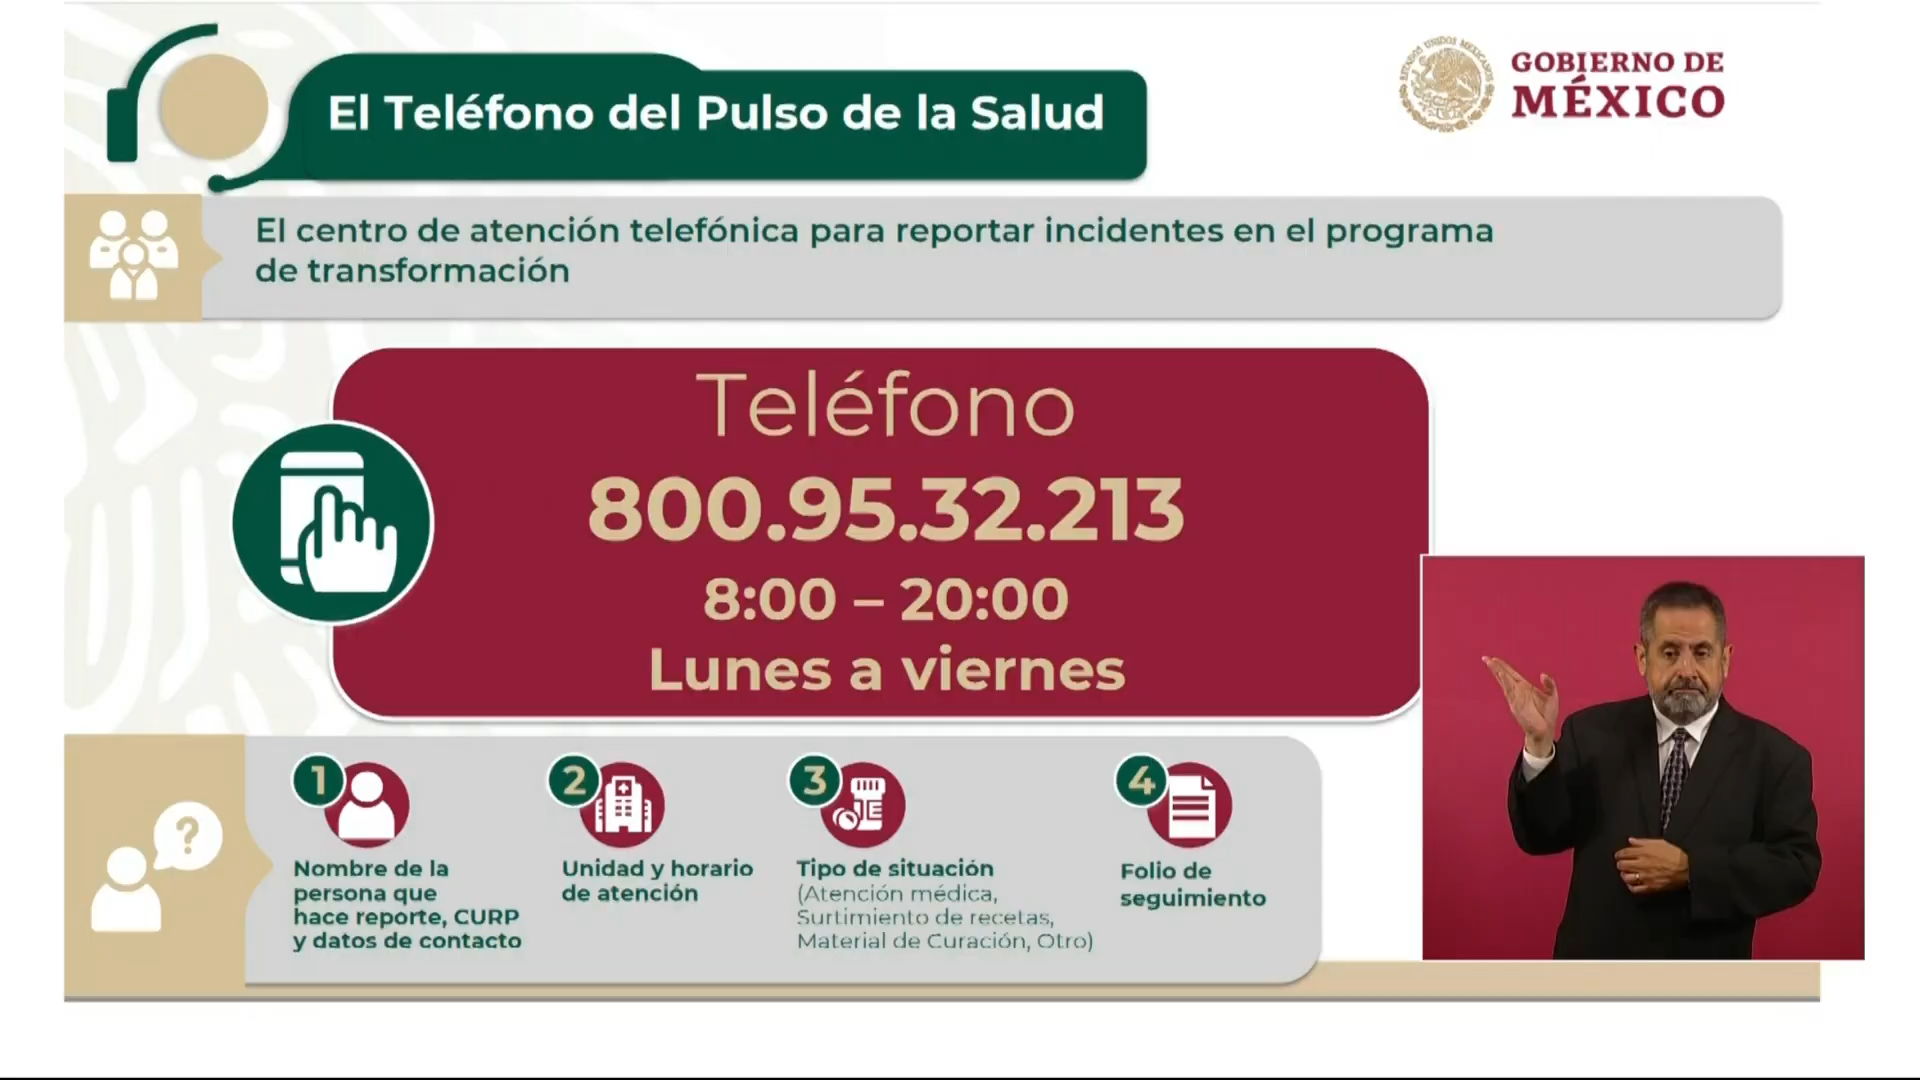 El Teléfono del Pulso de la Salud
ESTADOS UNIDOS MEXICANOS
GOBIERNO DE
MÉXICO
El centro de atención telefónica para reportar incidentes en el programa
de transformación
Teléfono
800.95.32.213
8:00 – 20:00
Lunes a viernes
?
1
Nombre de la
persona que
hace reporte, CURP
y datos de contacto
2
Unidad y horario
de atención
3
Tipo de situación
(Atención médica,
Surtimiento de recetas,
Material de Curación, Otro)
4
Folio de
seguimiento